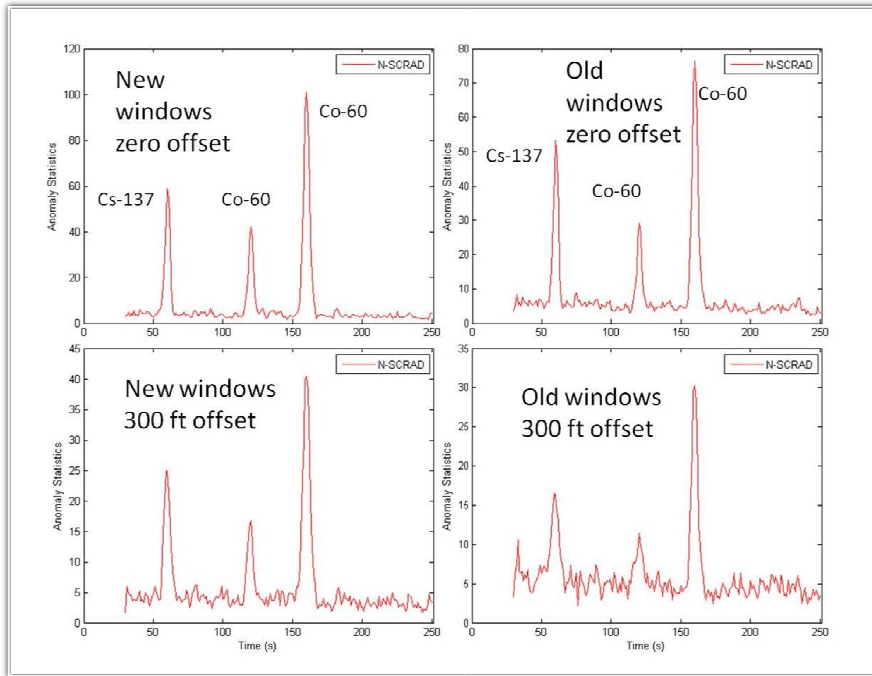 120
100
80
60
40
20
0
Anomaly Statistics
New
windows
zero offset
N-SCRAD
Cs-137
Co-60
Co-60
0
50
100
150
200
250
80
70
60
50
40
30
20
10
0
Anomaly Statistics
Old
windows
zero offset
N-SCRAD
Cs-137
Co-60
Co-60
0
50
100
150
200
250
45
40
35
30
25
20
15
10
5
0
Anomaly Statistics
New windows
300 ft offset
N-SCRAD
0
50
100
150
200
250
Time (s)
35
30
25
20
15
10
5
0
Anomaly Statistics
Old windows
300 ft offset
N-SCRAD
0
50
100
150
200
250
Time (s)